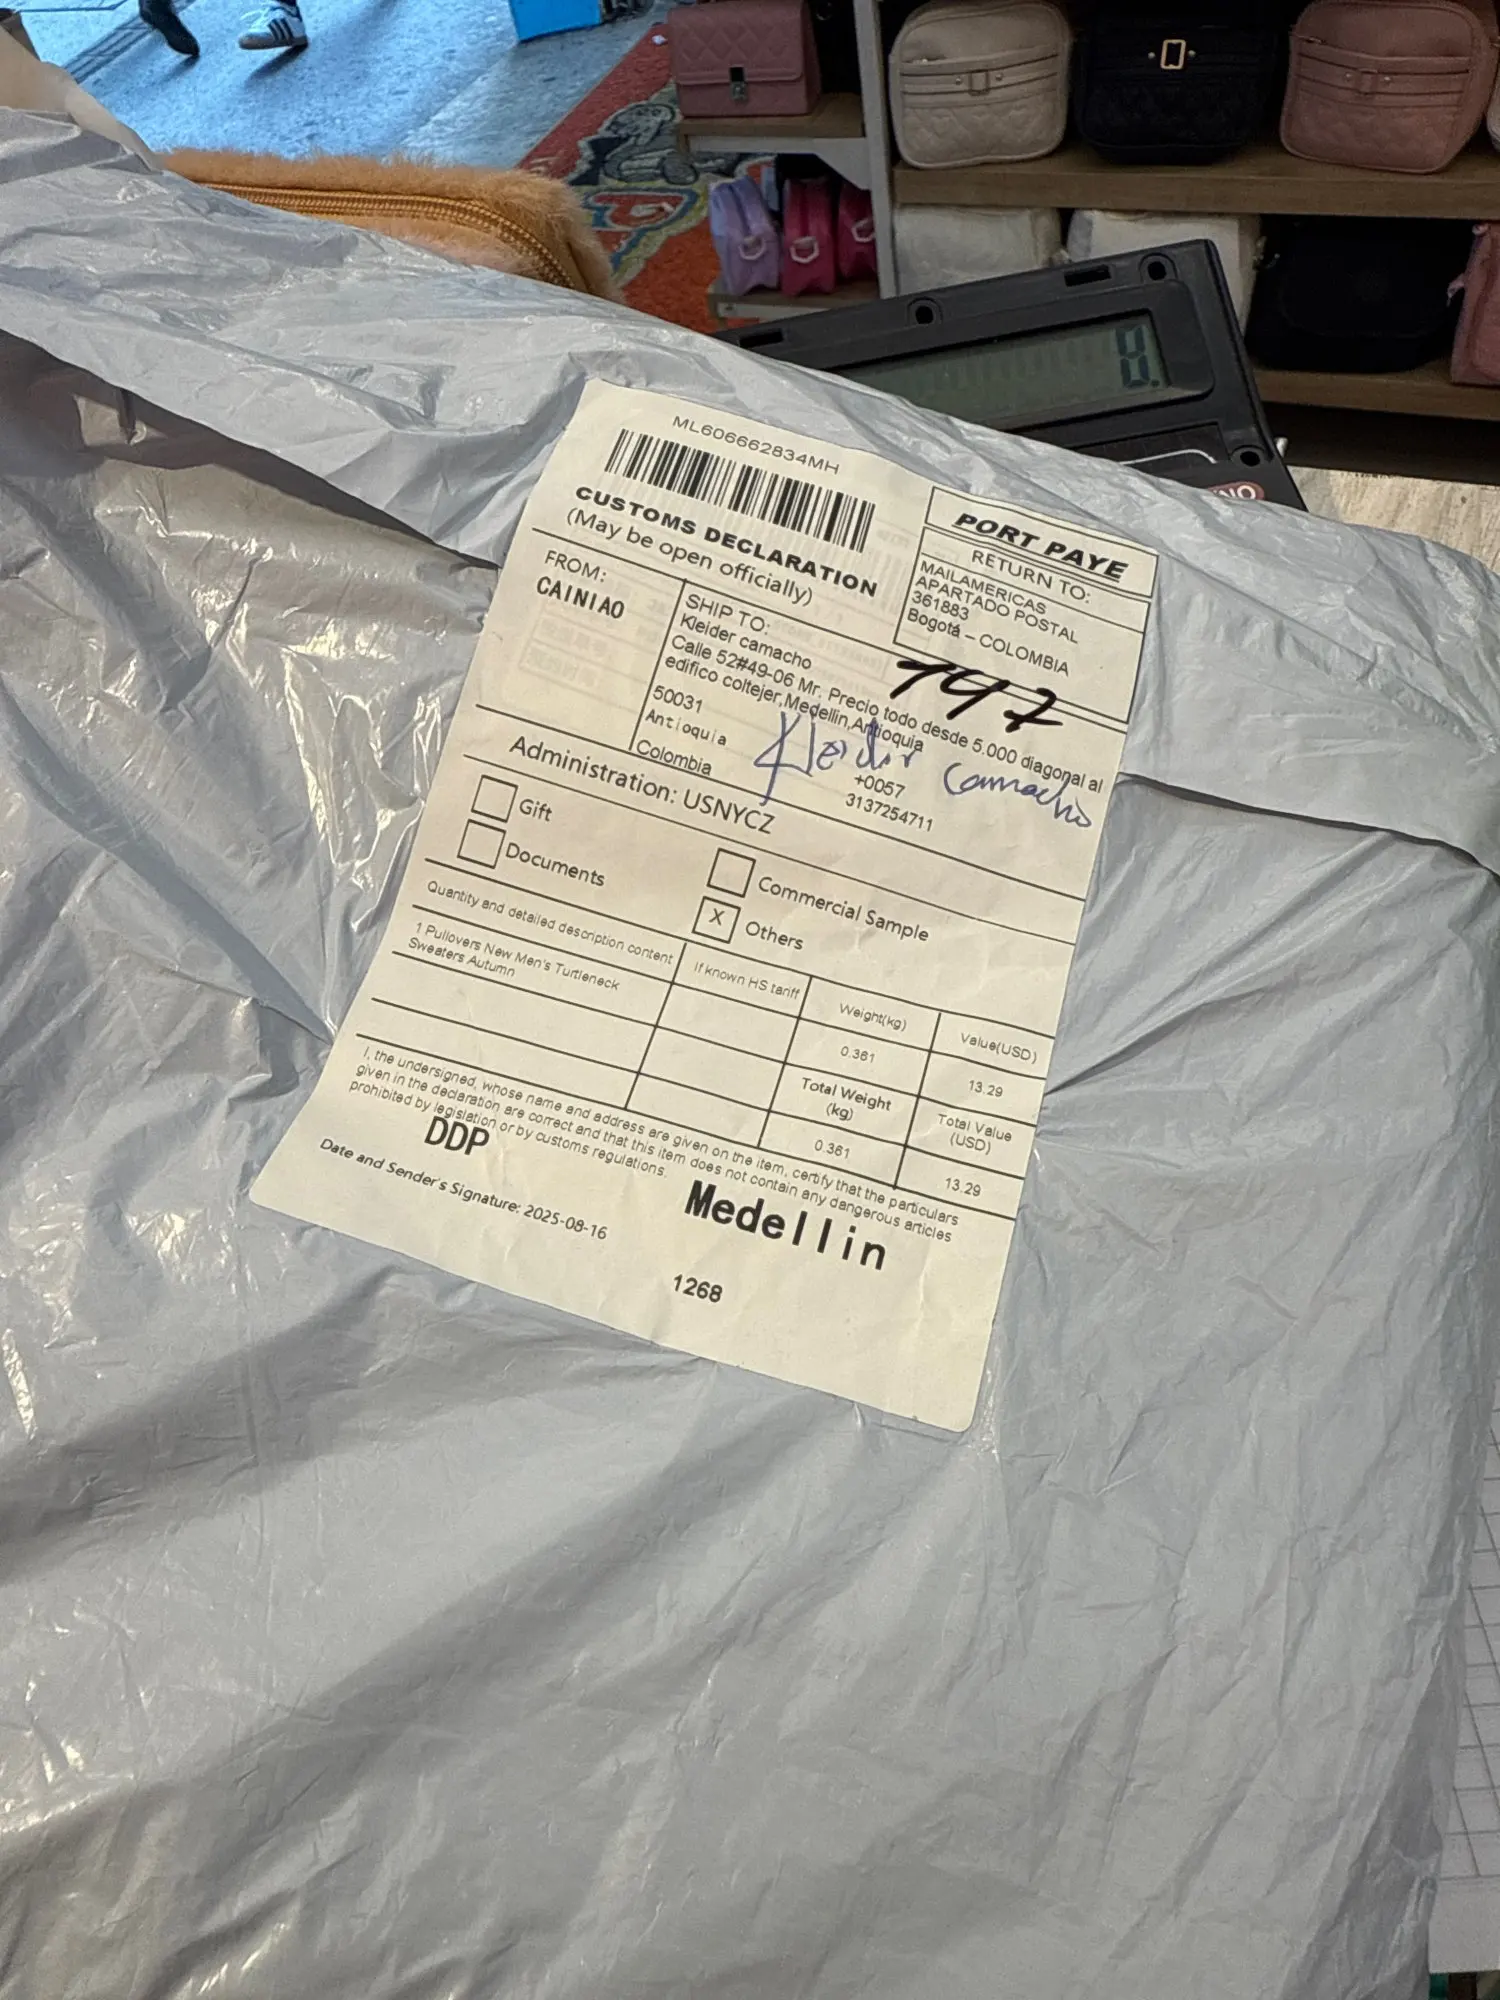 ML606662834MH
CUSTOMS DECLARATION
(May be open officially)
PORT PAYE
RETURN TO:
MAILAMERICAS
APARTADO POSTAL
361883
Bogotá – COLOMBIA
FROM:
CAINIAO
SHIP TO:
Kleider camacho
Calle 52#49-06 Mr. Precio todo desde 5.000 diagonal al
edifico coltejer,Medellin,Antioquia
50031
Antioquia
Colombia
+0057
3137254711
147
Kleider Camacho
Administration: USNYCZ
Gift
Documents
Commercial Sample
X Others
Quantity and detailed description content
If known HS tariff
Weight(kg)
Value(USD)
1 Pullovers New Men's Turtleneck
Sweaters Autumn
0.361
13.29
Total Weight
(kg)
Total Value
(USD)
0.361
13.29
I, the undersigned, whose name and address are given on the item, certify that the particulars
given in the declaration are correct and that this item does not contain any dangerous articles
prohibited by legislation or by customs regulations.
DDP
Date and Sender's Signature: 2025-08-16
Medellin
1268
0.